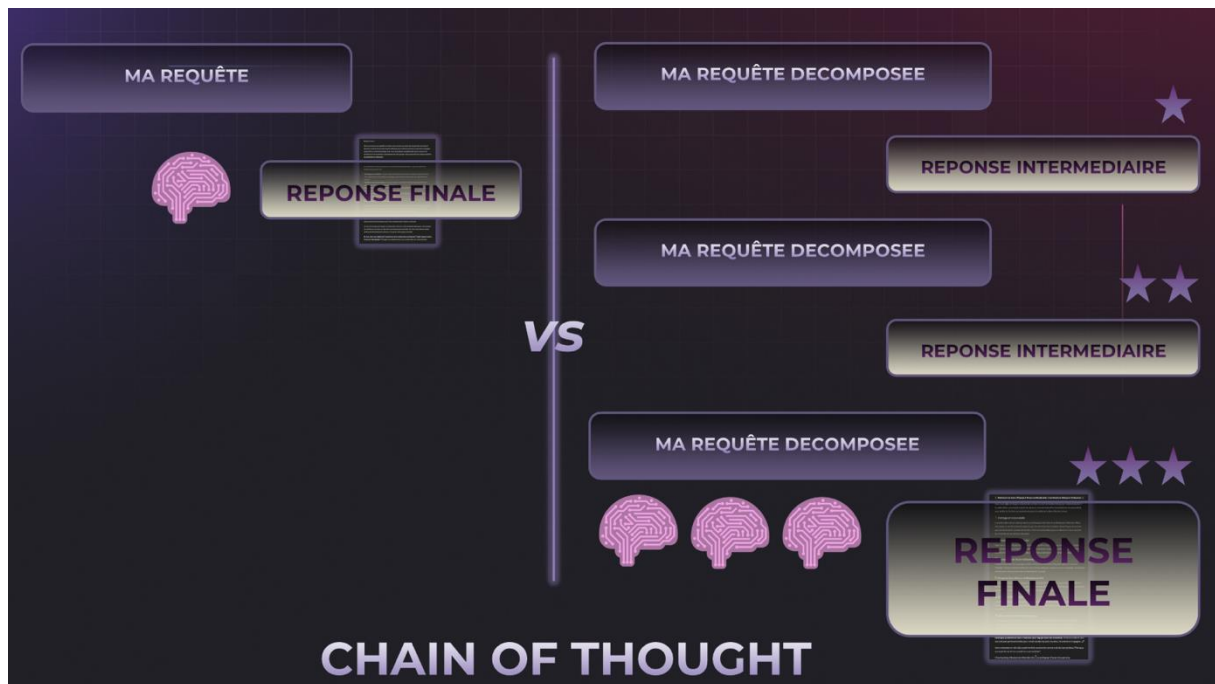 MA REQUÊTE
REPONSE FINALE
VS
MA REQUÊTE DECOMPOSEE
REPONSE INTERMEDIAIRE
MA REQUÊTE DECOMPOSEE
REPONSE INTERMEDIAIRE
MA REQUÊTE DECOMPOSEE
REPONSE
FINALE
CHAIN OF THOUGHT